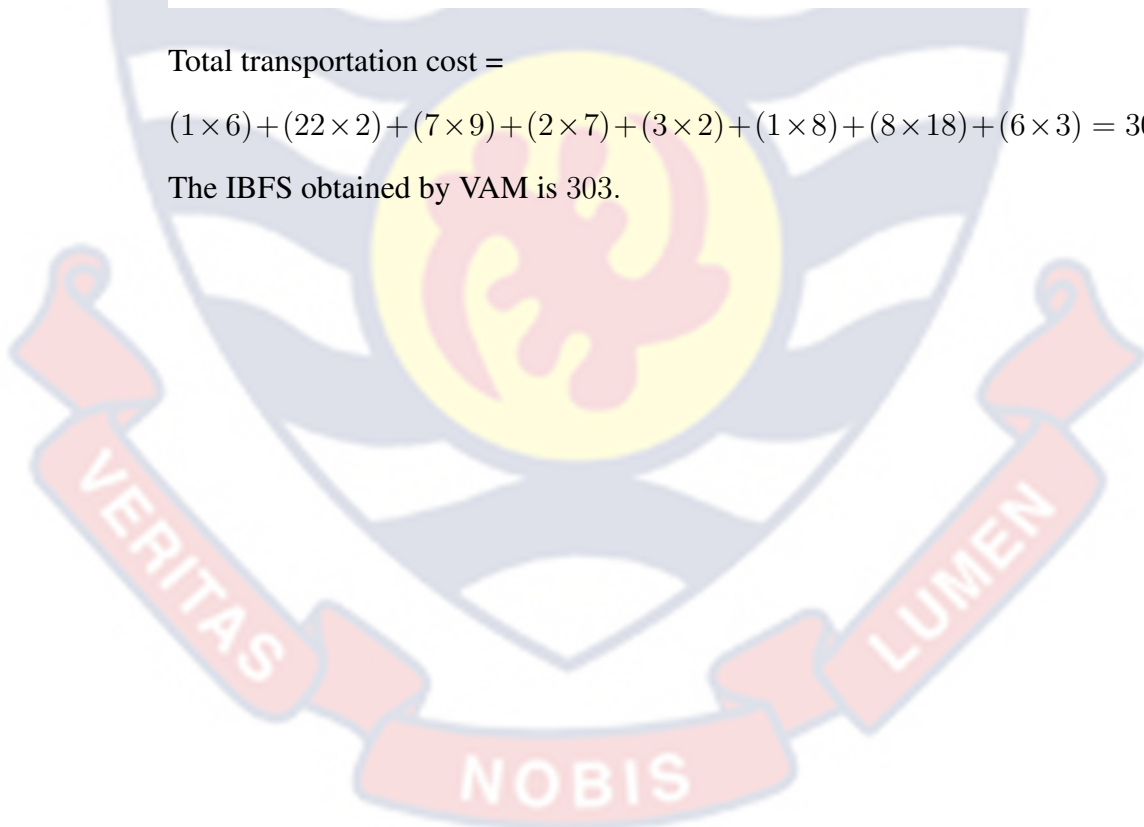 Total transportation cost =
(1×6)+(22×2)+(7×9)+(2×7)+(3×2)+(1×8)+(8×18)+(6×3) = 30
The IBFS obtained by VAM is 303.
VERITAS
NOBIS
LUMEN